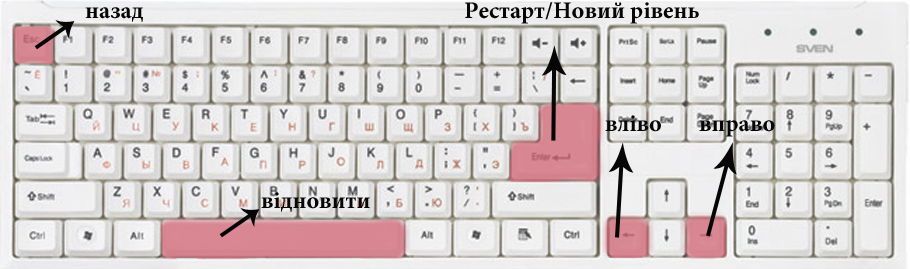 назад
Рестарт/Новий рівень
Esc F1 F2 F3 F4 F5 F6 F7 F8 F9 F10 F11 F12 PrtSc ScrLk Pause
SVEN
~ Ё ! 1 @ " 2 # № 3 $ ; 4 % 5 ^ : 6 & ? 7 * 8 ( 9 ) 0 — - + = Insert Home Page Up Num Lock / * -
Tab Q Й W Ц E У R К T Е Y Н U Г I Ш O Щ P З { [ Х } ] Ъ Delete End Page 7 8 9 PgUp +
вліво
вправо
Caps Lock A Ф S Ы D В F А G П H Р J О K Л L Д : ; Ж " ' Э Enter 4 5 6
Shift Z Я X Ч C С V М B N M < , Б > . Ю ? / Shift 1 End 2 3 PgDn Enter
відновити
Ctrl Alt Alt Ctrl 0 Ins . Del